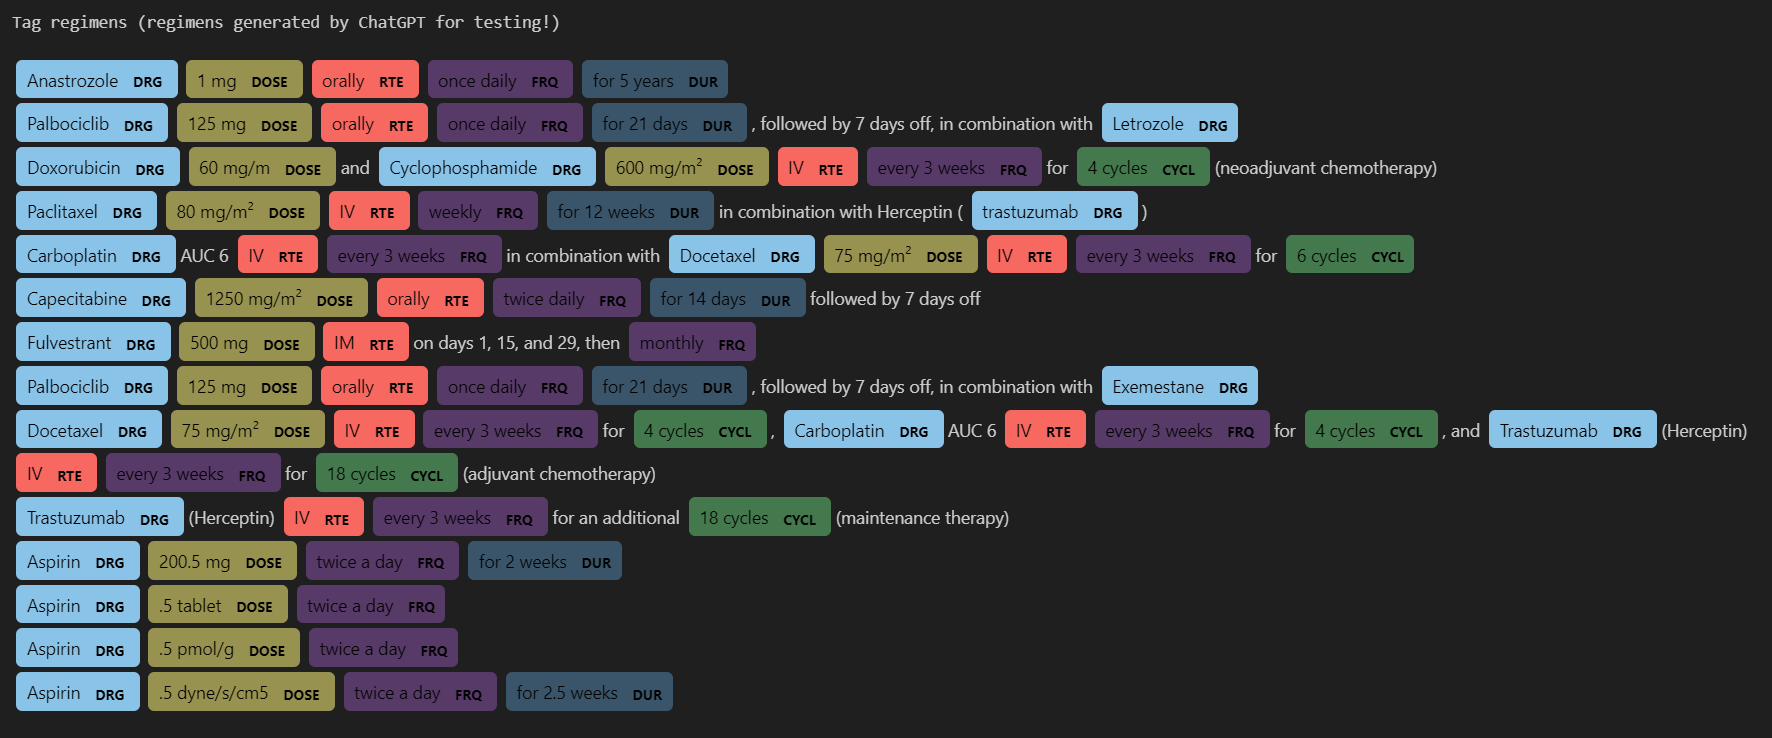 Tag regimens (regimens generated by ChatGPT for testing!)
Anastrozole DRG 1 mg DOSE orally RTE once daily FRQ for 5 years DUR
Palbociclib DRG 125 mg DOSE orally RTE once daily FRQ for 21 days DUR , followed by 7 days off, in combination with Letrozole DRG
Doxorubicin DRG 60 mg/m DOSE and Cyclophosphamide DRG 600 mg/m² DOSE IV RTE every 3 weeks FRQ for 4 cycles CYCL (neoadjuvant chemotherapy)
Paclitaxel DRG 80 mg/m² DOSE IV RTE weekly FRQ for 12 weeks DUR in combination with Herceptin ( trastuzumab DRG )
Carboplatin DRG AUC 6 IV RTE every 3 weeks FRQ in combination with Docetaxel DRG 75 mg/m² DOSE IV RTE every 3 weeks FRQ for 6 cycles CYCL
Capecitabine DRG 1250 mg/m² DOSE orally RTE twice daily FRQ for 14 days DUR followed by 7 days off
Fulvestrant DRG 500 mg DOSE IM RTE on days 1, 15, and 29, then monthly FRQ
Palbociclib DRG 125 mg DOSE orally RTE once daily FRQ for 21 days DUR , followed by 7 days off, in combination with Exemestane DRG
Docetaxel DRG 75 mg/m² DOSE IV RTE every 3 weeks FRQ for 4 cycles CYCL , Carboplatin DRG AUC 6 IV RTE every 3 weeks FRQ for 4 cycles CYCL , and Trastuzumab DRG (Herceptin)
IV RTE every 3 weeks FRQ for 18 cycles CYCL (adjuvant chemotherapy)
Trastuzumab DRG (Herceptin) IV RTE every 3 weeks FRQ for an additional 18 cycles CYCL (maintenance therapy)
Aspirin DRG 200.5 mg DOSE twice a day FRQ for 2 weeks DUR
Aspirin DRG .5 tablet DOSE twice a day FRQ
Aspirin DRG .5 pmol/g DOSE twice a day FRQ
Aspirin DRG .5 dyne/s/cm5 DOSE twice a day FRQ for 2.5 weeks DUR